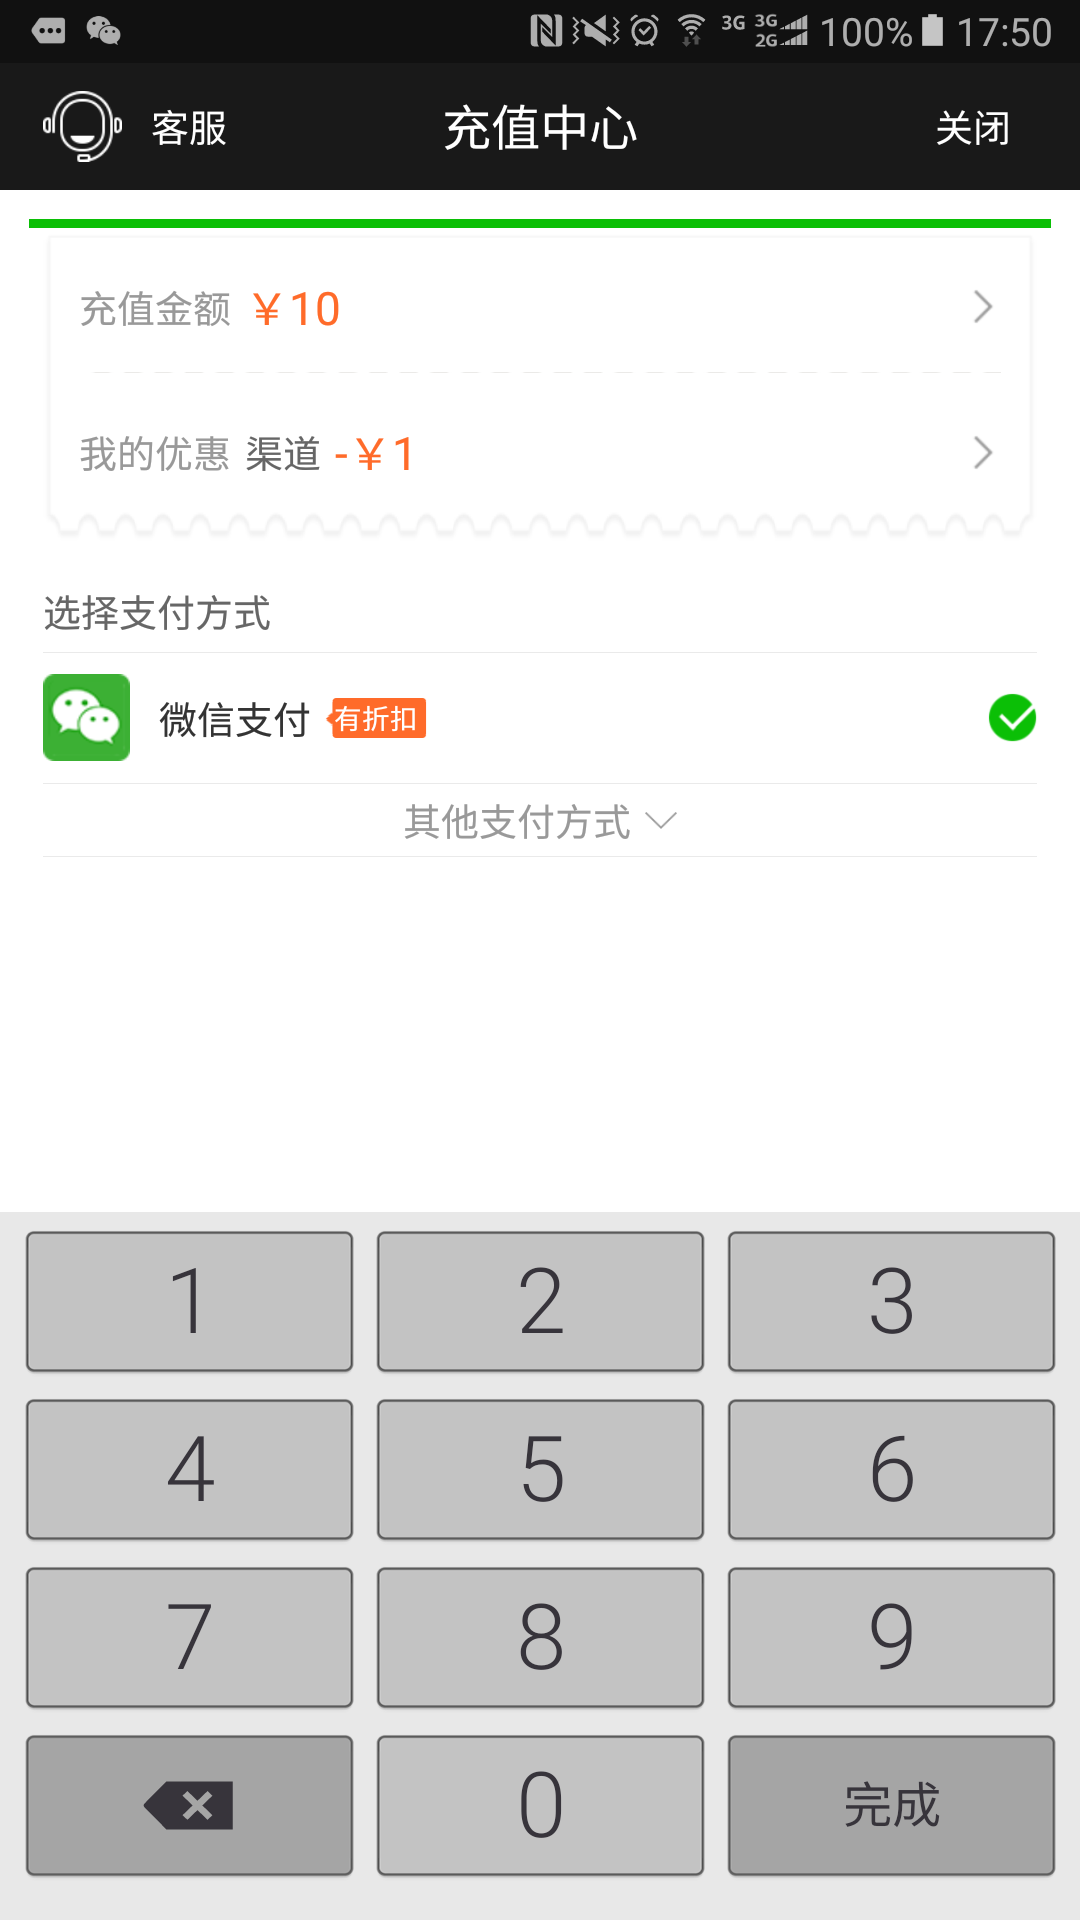 3G 3G 2G 100% 17:50
客服 充值中心 关闭
充值金额 ￥10
我的优惠 渠道 -￥1
选择支付方式
微信支付 有折扣
其他支付方式
1 2 3
4 5 6
7 8 9
0 完成